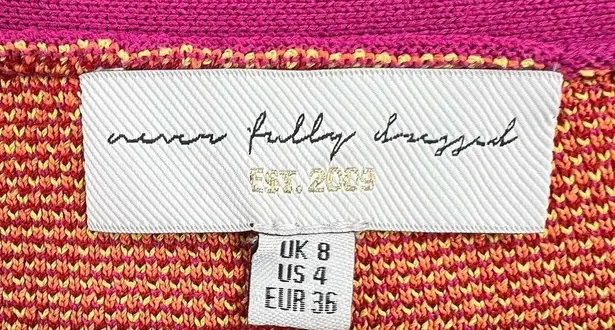 never fully dressed
EST. 2009
UK 8
US 4
EUR 36